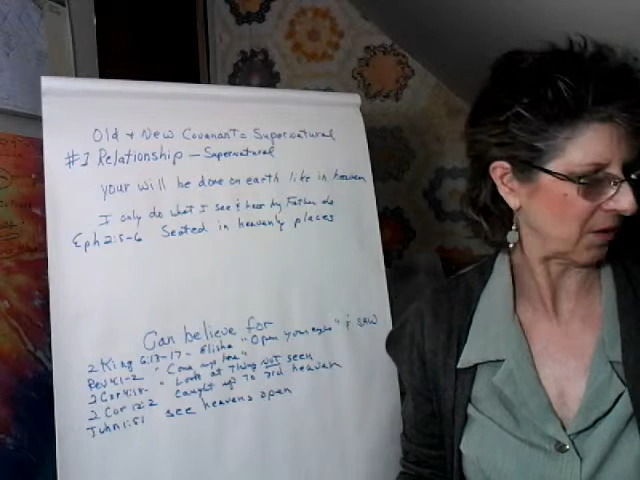 Old + New Covenant = Supernatural
#1 Relationship - Supernatural
your will be done on earth like in heaven
I only do what I see & hear my Father do
Eph 2:5-6 Seated in heavenly places
Can believe for
2 King 6:13-17 - Elisha "Open your eyes" & SAW
Rev 4:1-2 "Come up here"
2 Cor 4:18 - "Look at Thing NOT seen
2 Cor 12:2 caught up To 3rd heaven
John 1:51 see heavens open